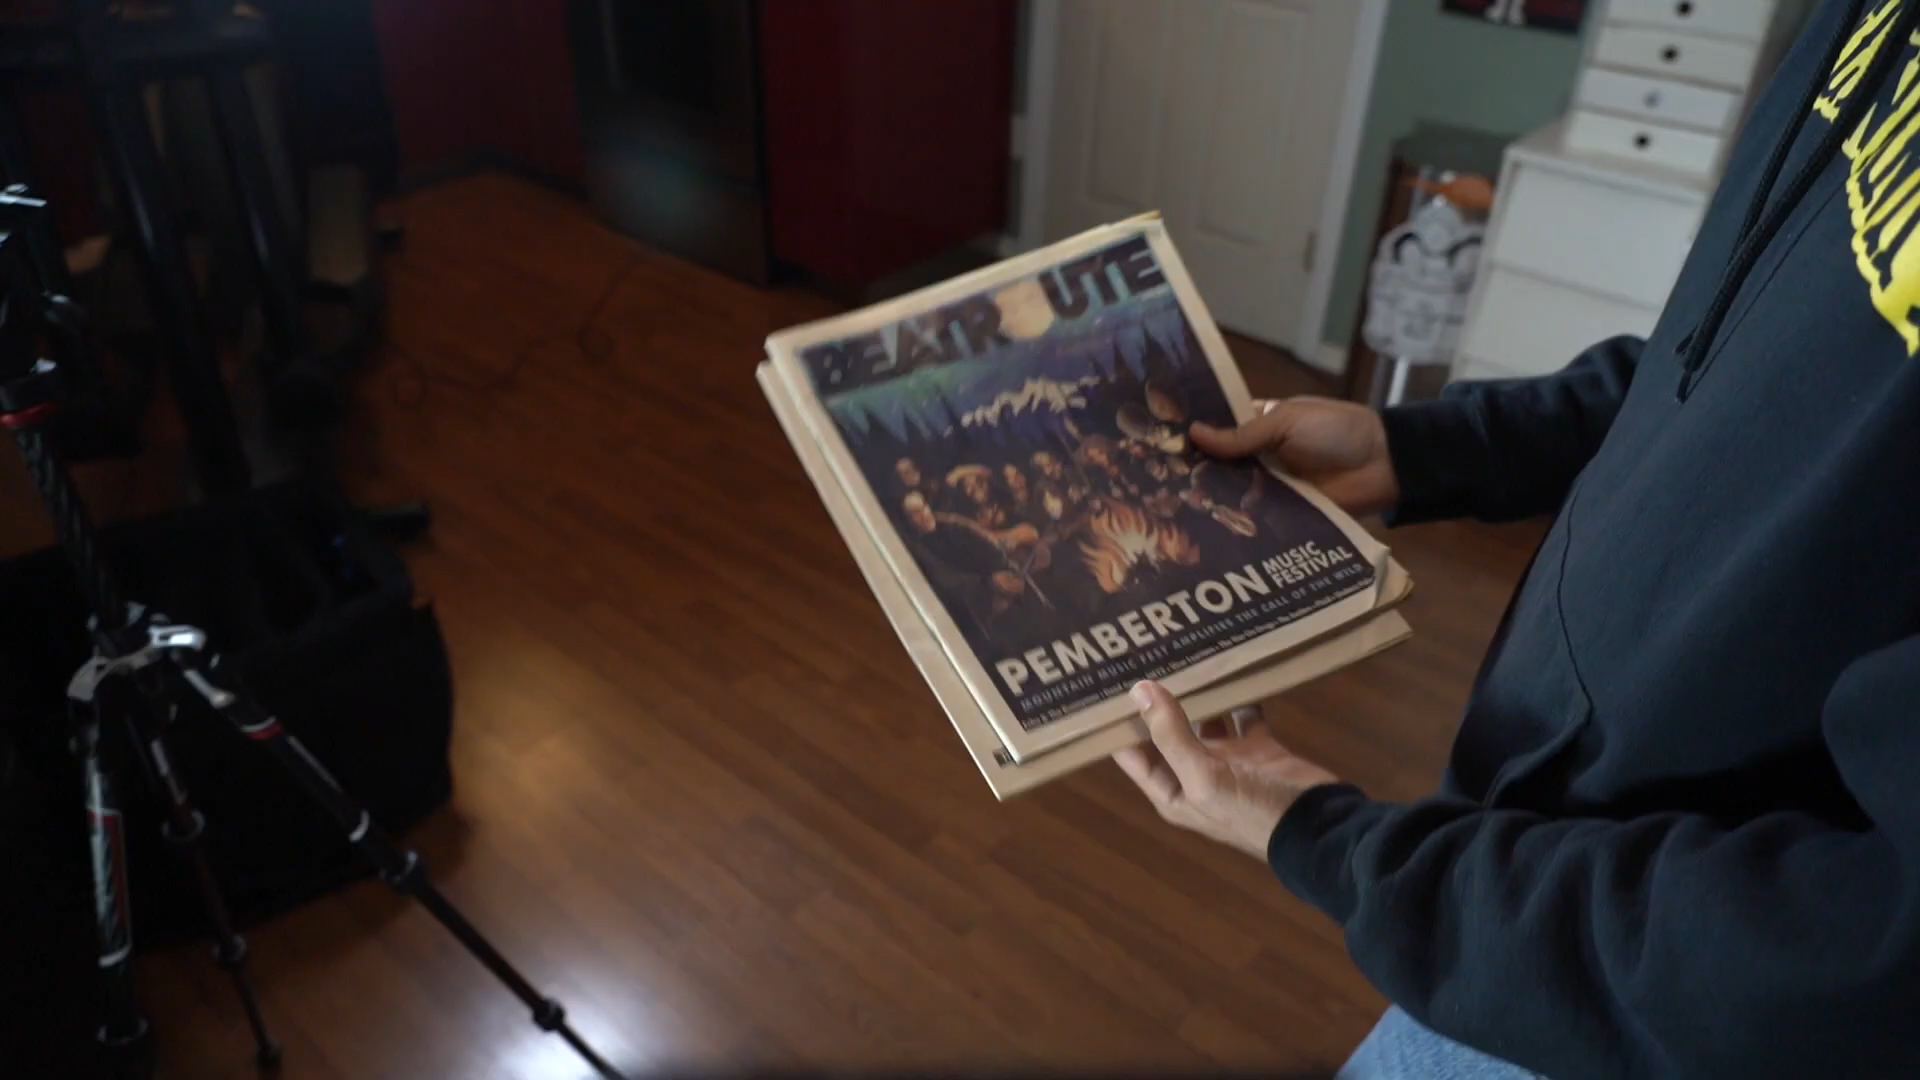 BEATROUTE
PEMBERTON
MUSIC
FESTIVAL
MOUNTAIN MUSIC FEST AMPLIFIES THE CALL OF THE WILD